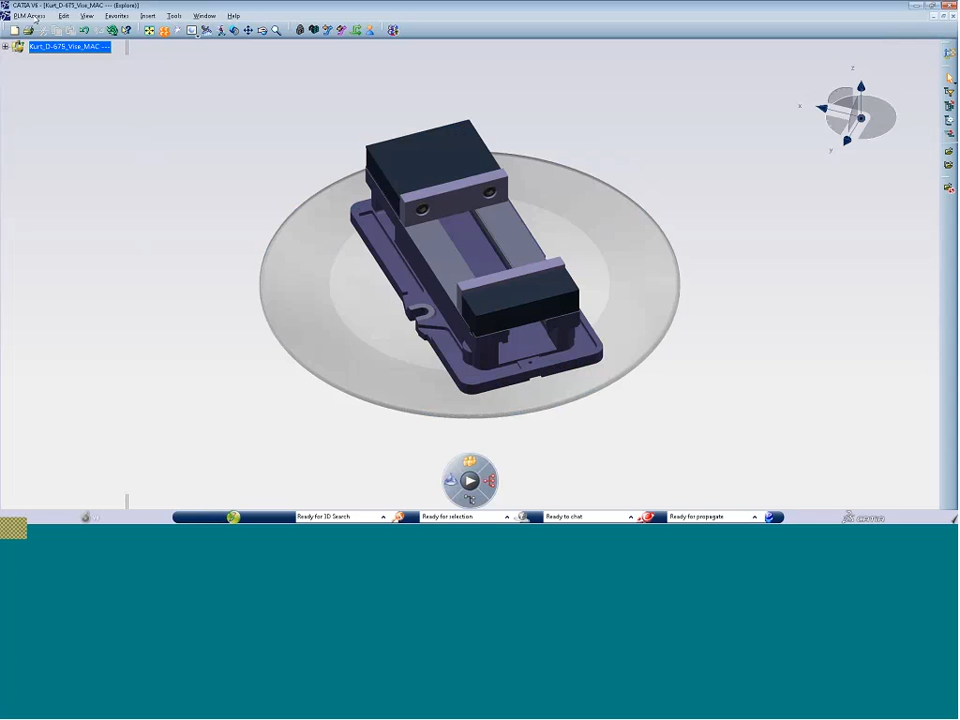 CATIA V6 - [Kurt_D-675_Vise_MAC --- (Explore)]
PLM Access Edit View Favorites Insert Tools Window Help
Kurt_D-675_Vise_MAC ---
z
x
y
Ready for 3D Search Ready for selection Ready to chat Ready for propagate CATIA